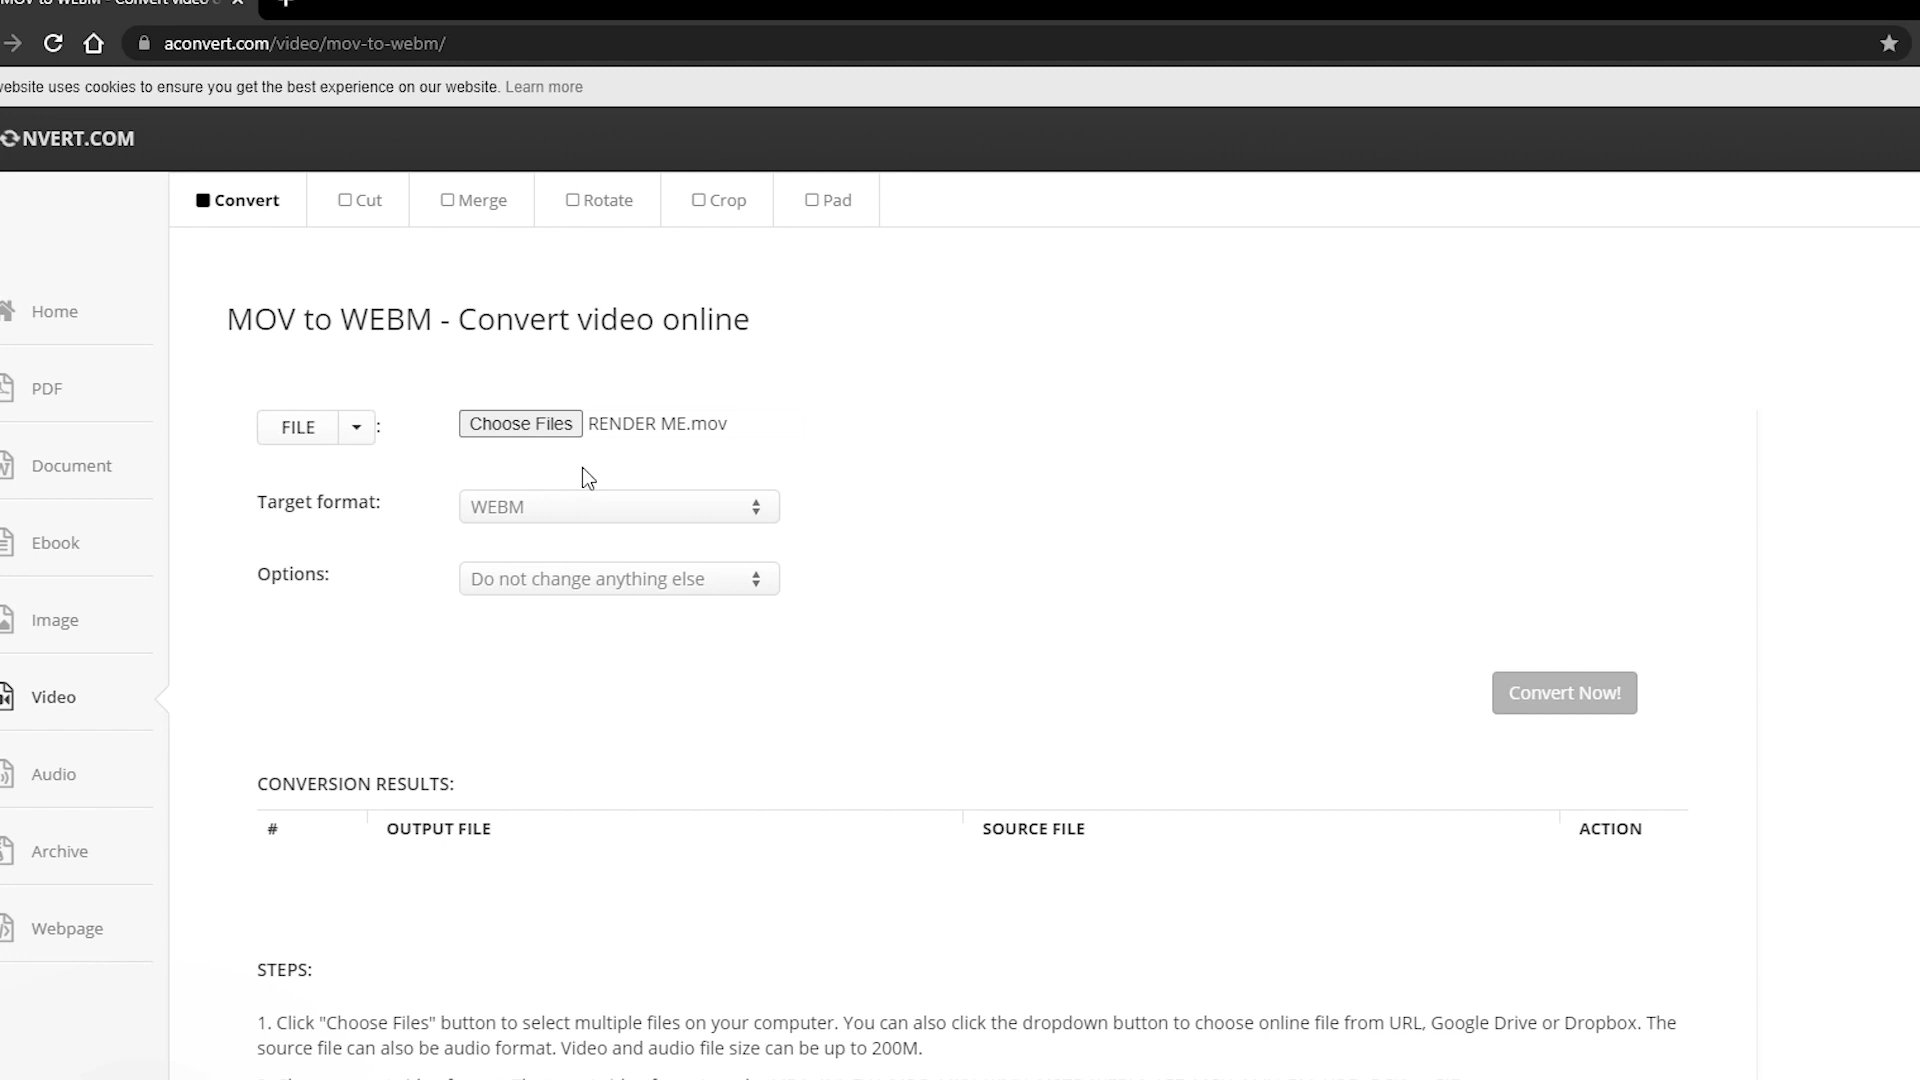 MOV to WEBM - Convert video
aconvert.com/video/mov-to-webm/
website uses cookies to ensure you get the best experience on our website. Learn more
NVERT.COM
Convert
Cut
Merge
Rotate
Crop
Pad
Home
PDF
Document
Ebook
Image
Video
Audio
Archive
Webpage
MOV to WEBM - Convert video online
FILE : Choose Files RENDER ME.mov
Target format: WEBM
Options: Do not change anything else
Convert Now!
CONVERSION RESULTS:
# OUTPUT FILE SOURCE FILE ACTION
STEPS:
1. Click "Choose Files" button to select multiple files on your computer. You can also click the dropdown button to choose online file from URL, Google Drive or Dropbox. The
source file can also be audio format. Video and audio file size can be up to 200M.